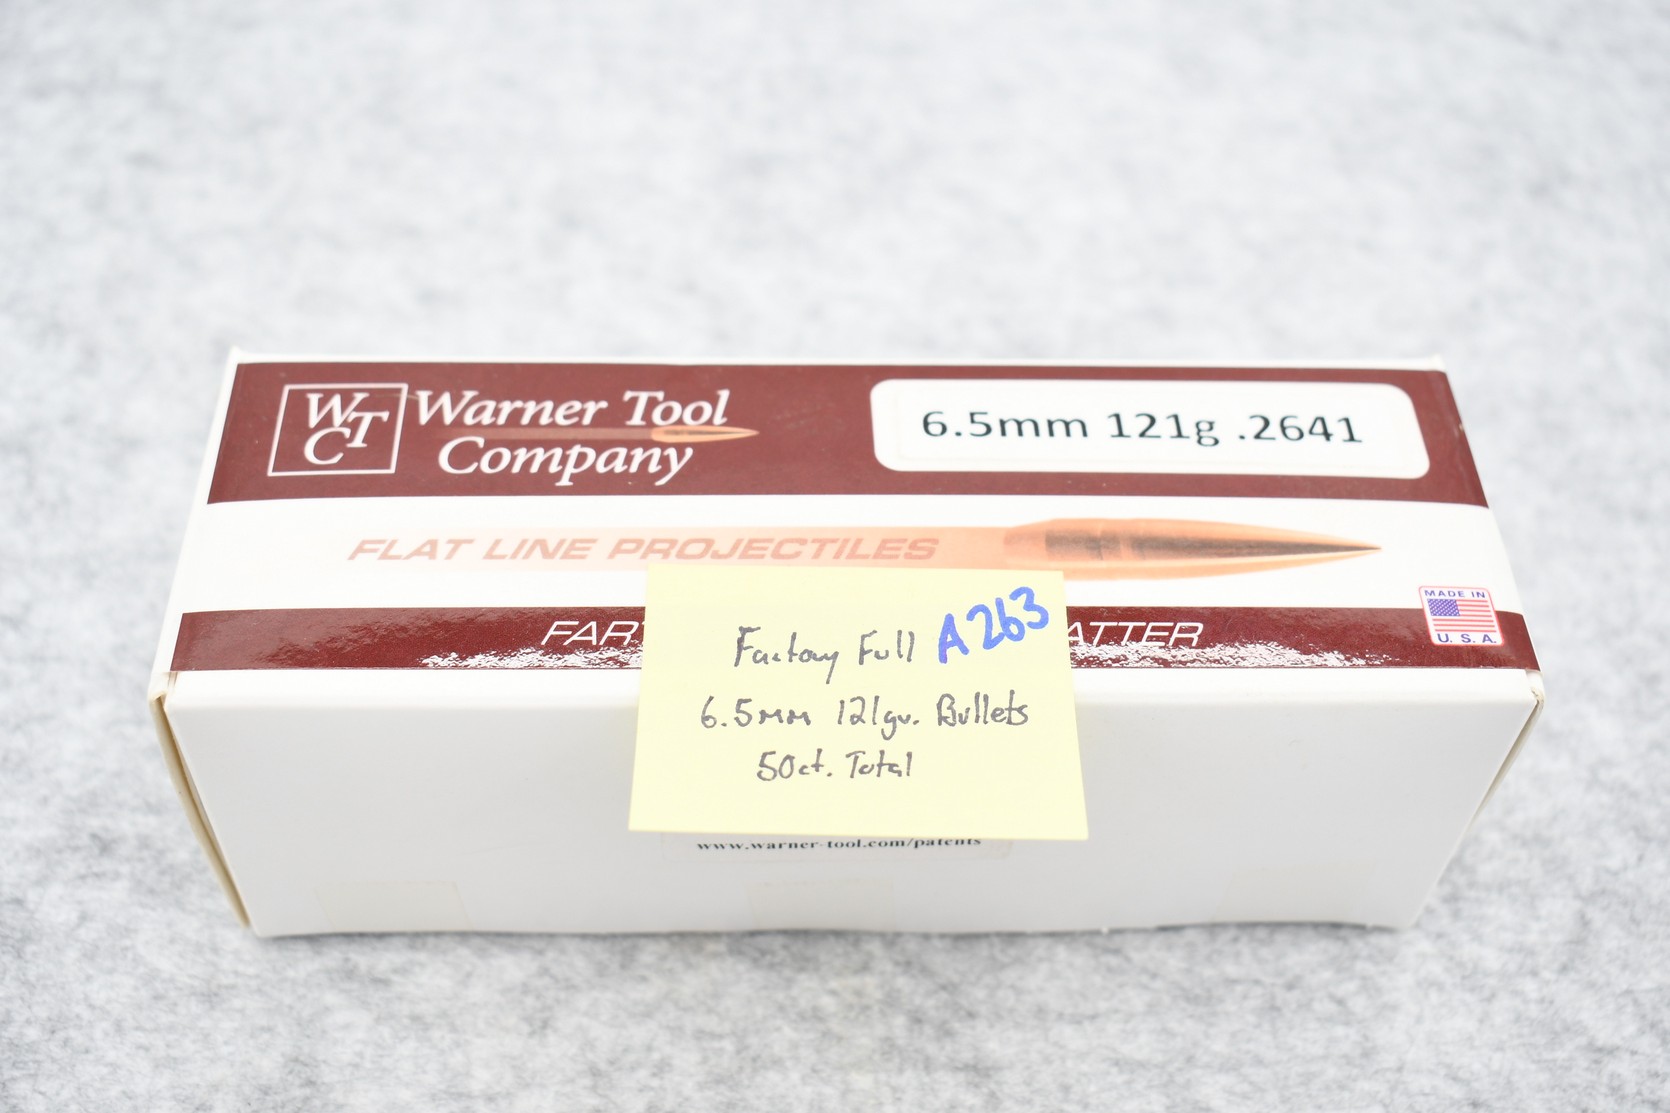 WTC
Warner Tool
Company
6.5mm 121g .2641
FLAT LINE PROJECTILES
MADE IN
U.S.A.
Factory Full A263
6.5mm 121gr. Bullets
50ct. Total
www.warner-tool.com/patents